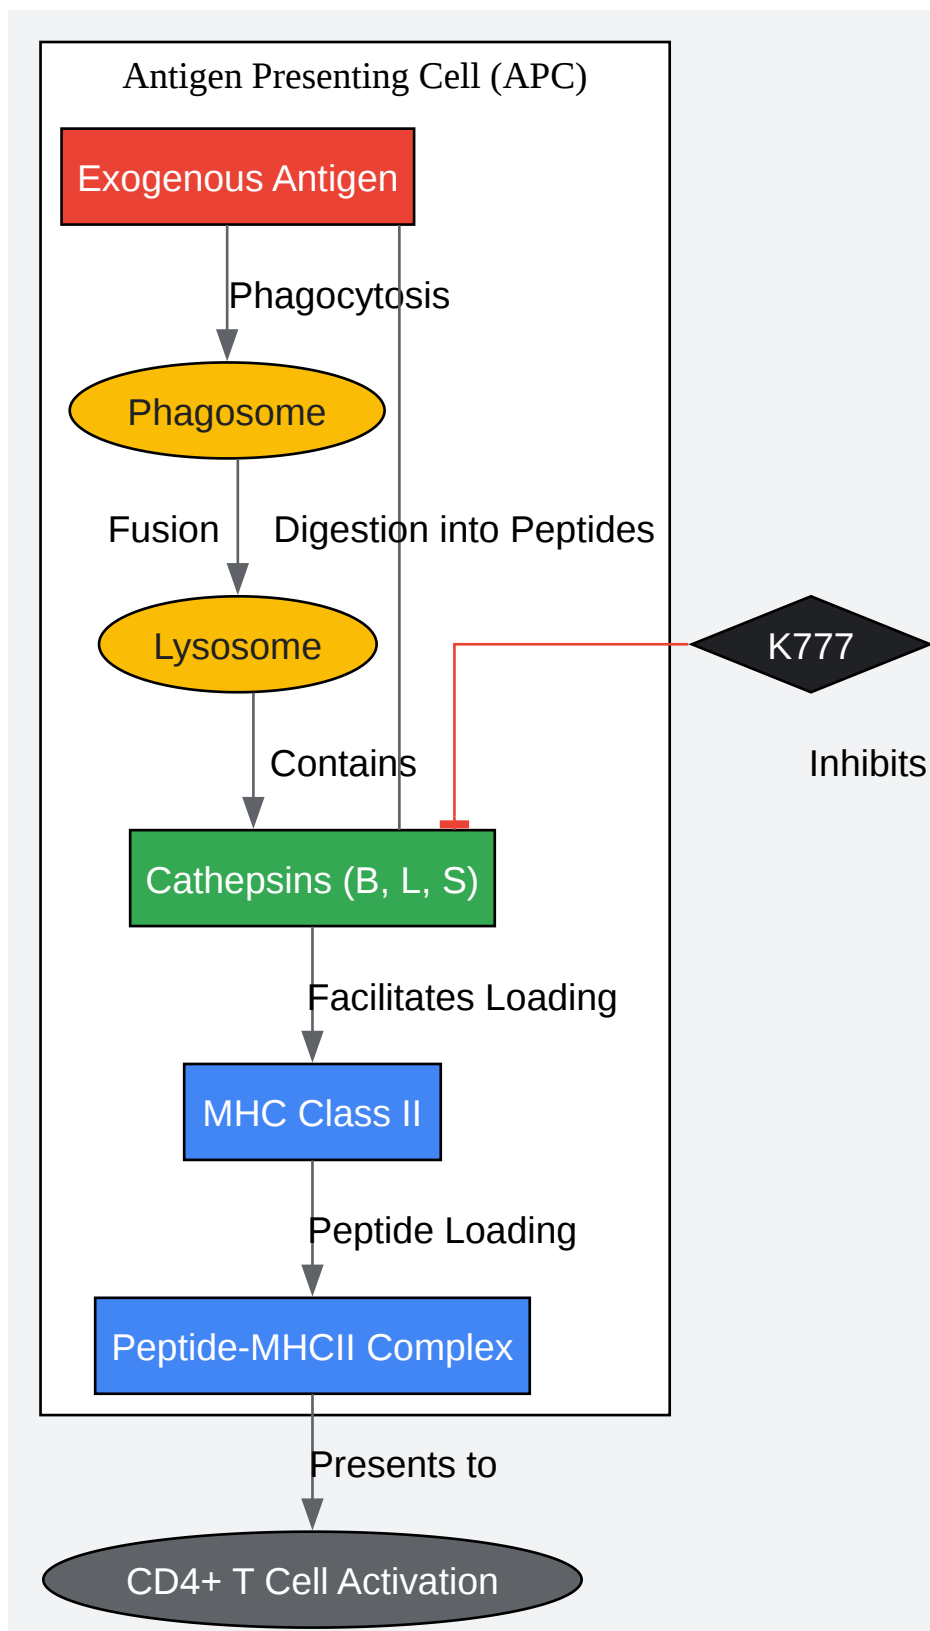 Antigen Presenting Cell (APC)
Exogenous Antigen
Phagocytosis
Phagosome
Fusion
Digestion into Peptides
Lysosome
K777
Contains
Inhibits
Cathepsins (B, L, S)
Facilitates Loading
MHC Class II
Peptide Loading
Peptide-MHCII Complex
Presents to
CD4+ T Cell Activation